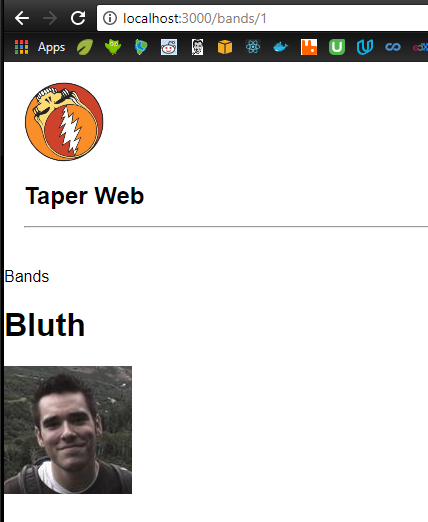 localhost:3000/bands/1
Apps
Taper Web
Bands
Bluth